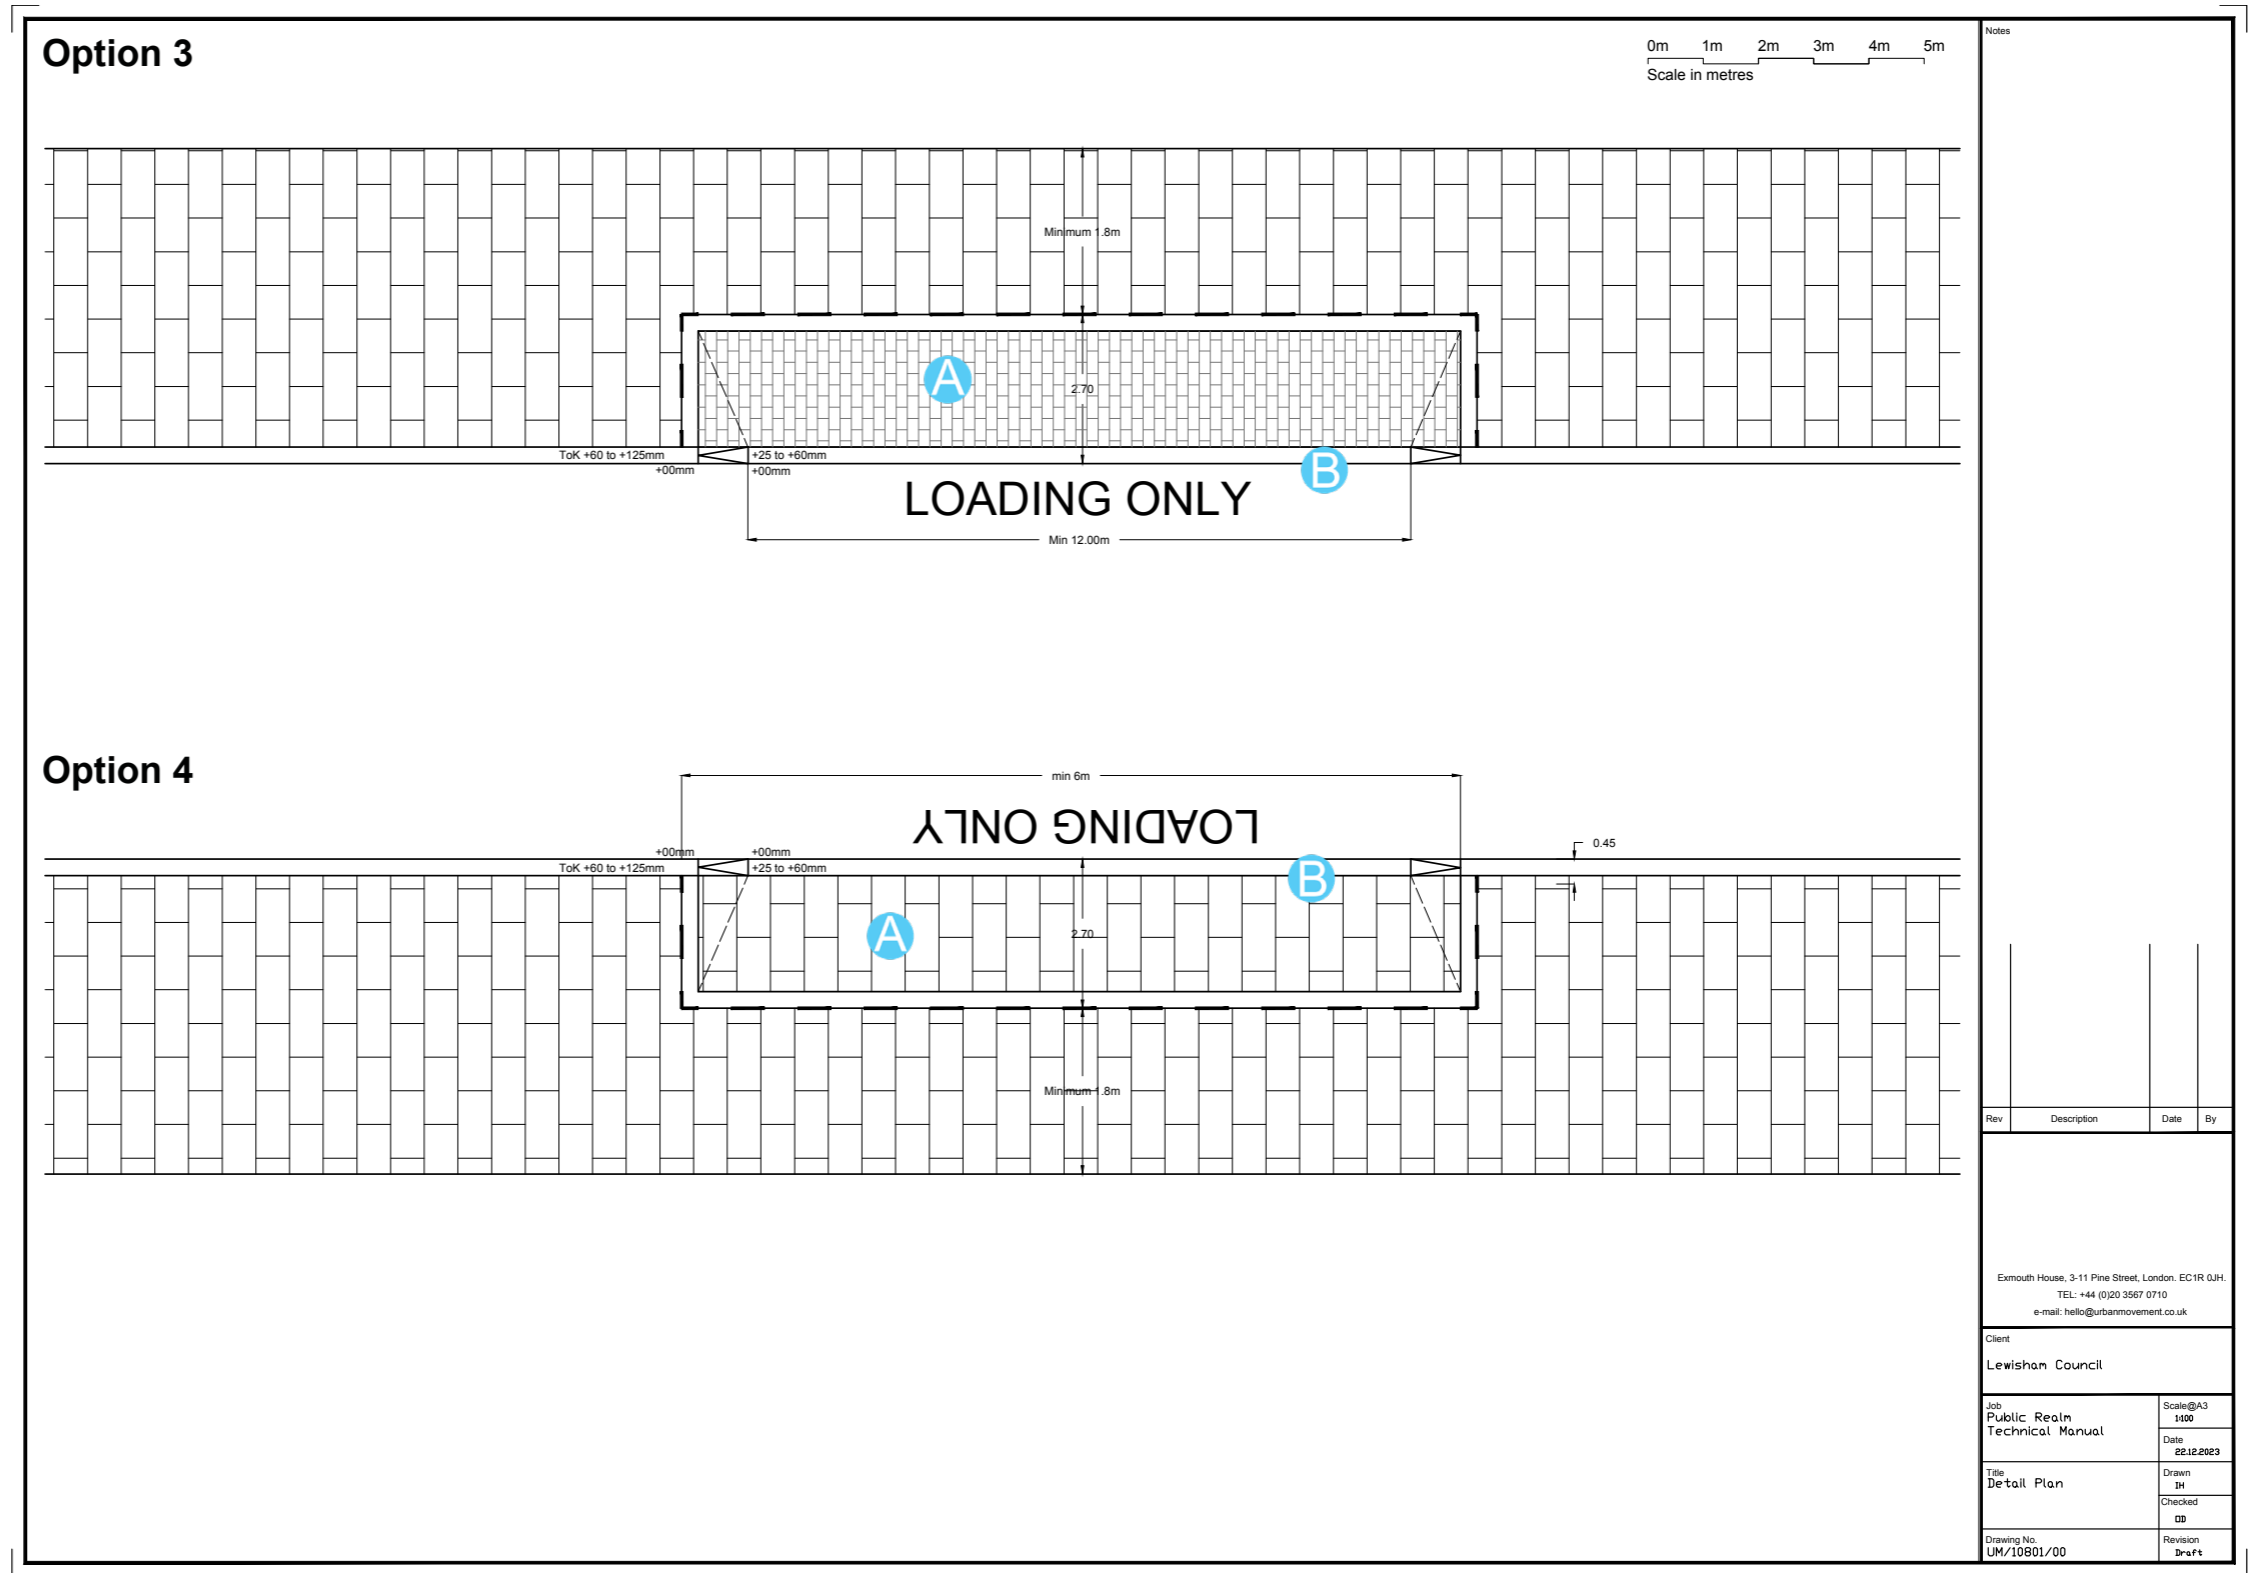 Option 3
0m 1m 2m 3m 4m 5m
Scale in metres
Minimum 1.8m
A
2.70
ToK +60 to +125mm
+25 to +60mm
+00mm
+00mm
B
LOADING ONLY
Min 12.00m
Option 4
min 6m
LOADING ONLY
0.45
+00mm
+00mm
ToK +60 to +125mm
+25 to +60mm
B
A
2.70
Minimum 1.8m
Notes
Rev Description Date By
Exmouth House, 3-11 Pine Street, London. EC1R 0JH.
TEL: +44 (0)20 3567 0710
e-mail: hello@urbanmovement.co.uk
Client
Lewisham Council
Job
Public Realm
Technical Manual
Scale@A3
1:100
Date
22.12.2023
Title
Detail Plan
Drawn
IH
Checked
OD
Drawing No.
UM/10801/00
Revision
Draft